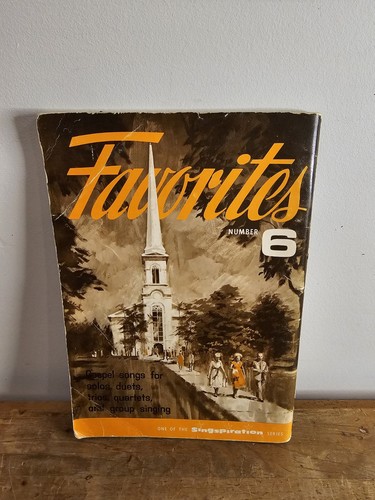 Favorites
NUMBER 6
Gospel songs for
solos, duets,
trios, quartets,
and group singing
ONE OF THE Singspiration SERIES